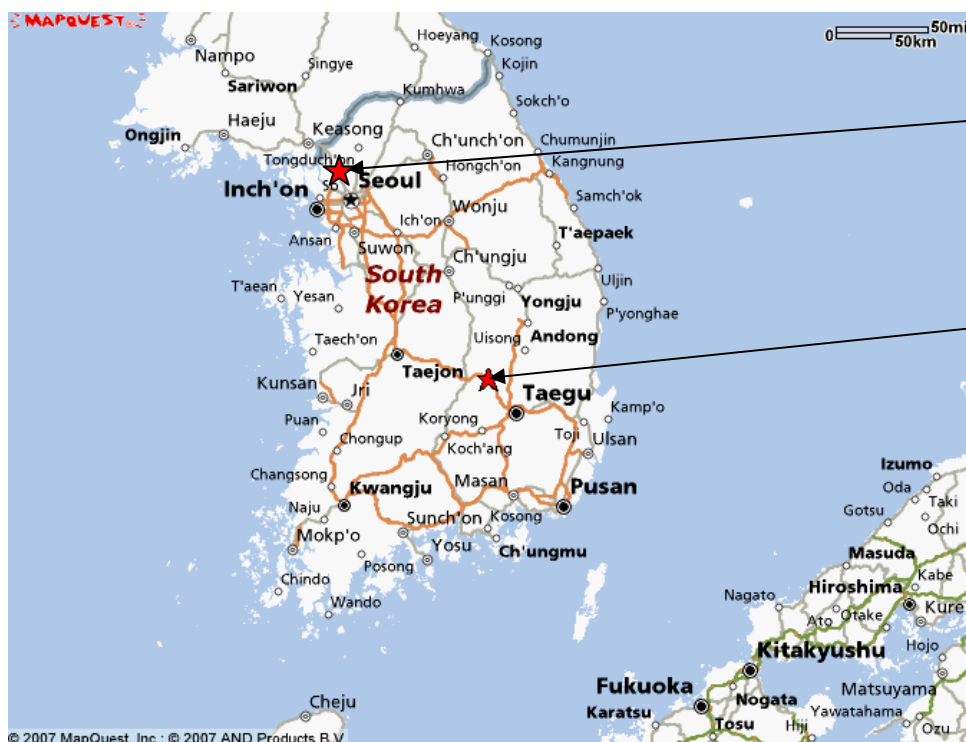 MAPQUEST
0 50mi
50km
Hoeyang
Kosong
Nampo
Singye
Kojin
Sariwon
Kumhwa
Sokch'o
Haeju
Keasong
Ongjin
Ch'unch'on
Chumunjin
Tongduch'on
Hongch'on
Kangnung
Seoul
Inch'on
Samch'ok
Wonju
Ich'on
Ansan
Suwon
T'aepaek
Ch'ungju
South
Korea
Uljin
T'aean
Yesan
P'unggi
Yongju
P'yonghae
Taech'on
Uisong
Andong
Taejon
Kunsan
Jri
Taegu
Kamp'o
Puan
Koryong
Toji
Ulsan
Chongup
Koch'ang
Changsong
Kwangju
Masan
Pusan
Izumo
Oda
Taki
Naju
Sunch'on
Kosong
Gotsu
Ochi
Mokp'o
Yosu
Ch'ungmu
Masuda
Posong
Chindo
Hiroshima
Kabe
Wando
Nagato
Ato
Otake
Kure
Kitakyushu
Hojo
Fukuoka
Matsuyama
Cheju
Nogata
Karatsu
Yawatahama
Tosu
Hiji
Ozu
© 2007 MapQuest, Inc.; © 2007 AND Products B.V.